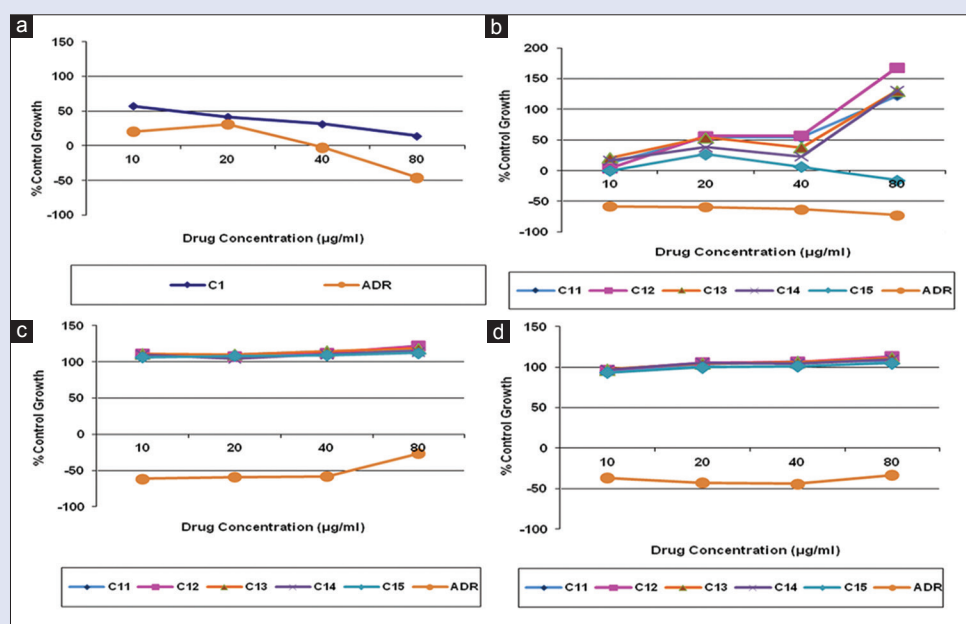 a
150
100
50
0
-50
-100
% Control Growth
10 20 40 80
Drug Concentration (µg/ml)
C1 ADR
b
200
150
100
50
0
-50
-100
% Control Growth
10 20 40 80
Drug Concentration (µg/ml)
C11 C12 C13 C14 C15 ADR
c
150
100
50
0
-50
-100
% Control Growth
10 20 40 80
Drug Concentration (µg/ml)
C11 C12 C13 C14 C15 ADR
d
150
100
50
0
-50
-100
% Control Growth
10 20 40 80
Drug Concentration (µg/ml)
C11 C12 C13 C14 C15 ADR